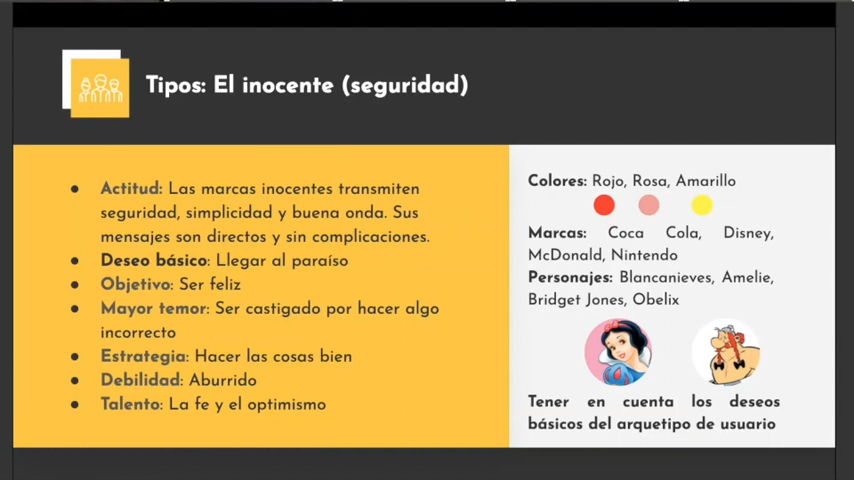 Tipos: El inocente (seguridad)
● Actitud: Las marcas inocentes transmiten
seguridad, simplicidad y buena onda. Sus
mensajes son directos y sin complicaciones.
● Deseo básico: Llegar al paraíso
● Objetivo: Ser feliz
● Mayor temor: Ser castigado por hacer algo
incorrecto
● Estrategia: Hacer las cosas bien
● Debilidad: Aburrido
● Talento: La fe y el optimismo
Colores: Rojo, Rosa, Amarillo
Marcas: Coca Cola, Disney,
McDonald, Nintendo
Personajes: Blancanieves, Amelie,
Bridget Jones, Obelix
Tener en cuenta los deseos
básicos del arquetipo de usuario